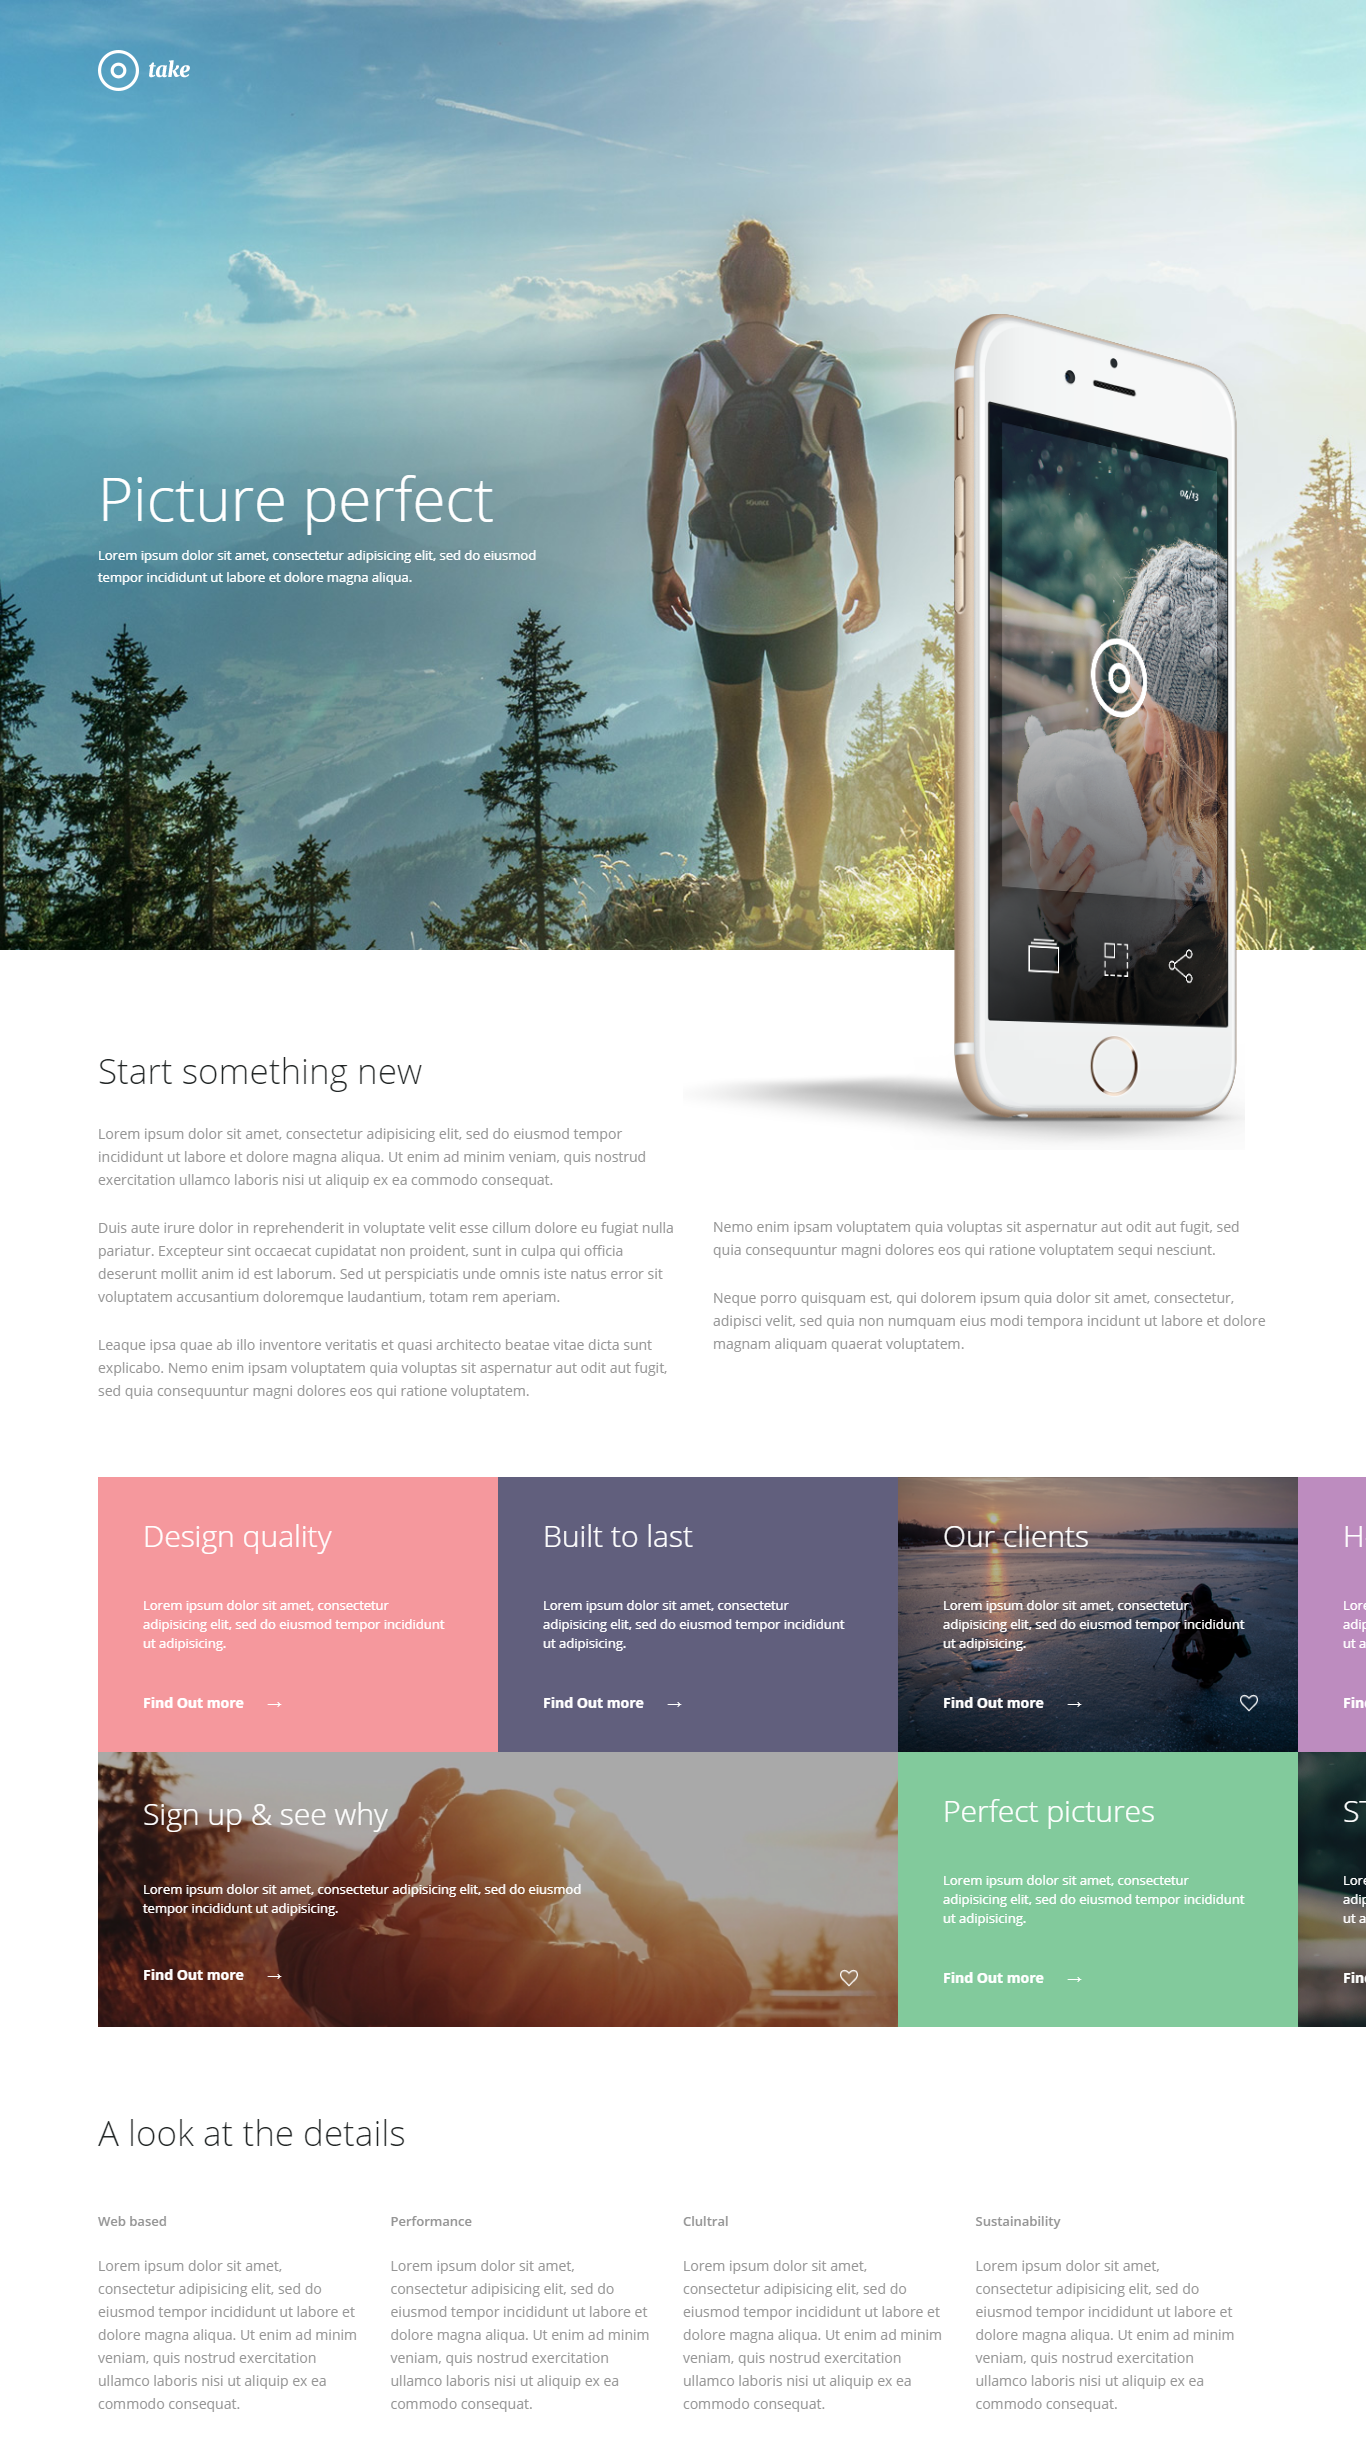 take
04/13
Picture perfect
Lorem ipsum dolor sit amet, consectetur adipisicing elit, sed do eiusmod
tempor incididunt ut labore et dolore magna aliqua.
Start something new
Lorem ipsum dolor sit amet, consectetur adipisicing elit, sed do eiusmod tempor
incididunt ut labore et dolore magna aliqua. Ut enim ad minim veniam, quis nostrud
exercitation ullamco laboris nisi ut aliquip ex ea commodo consequat.
Duis aute irure dolor in reprehenderit in voluptate velit esse cillum dolore eu fugiat nulla
pariatur. Excepteur sint occaecat cupidatat non proident, sunt in culpa qui officia
deserunt mollit anim id est laborum. Sed ut perspiciatis unde omnis iste natus error sit
voluptatem accusantium doloremque laudantium, totam rem aperiam.
Leaque ipsa quae ab illo inventore veritatis et quasi architecto beatae vitae dicta sunt
explicabo. Nemo enim ipsam voluptatem quia voluptas sit aspernatur aut odit aut fugit,
sed quia consequuntur magni dolores eos qui ratione voluptatem.
Nemo enim ipsam voluptatem quia voluptas sit aspernatur aut odit aut fugit, sed
quia consequuntur magni dolores eos qui ratione voluptatem sequi nesciunt.
Neque porro quisquam est, qui dolorem ipsum quia dolor sit amet, consectetur,
adipisci velit, sed quia non numquam eius modi tempora incidunt ut labore et dolore
magnam aliquam quaerat voluptatem.
Design quality
Lorem ipsum dolor sit amet, consectetur
adipisicing elit, sed do eiusmod tempor incididunt
ut adipisicing.
Find Out more →
Built to last
Lorem ipsum dolor sit amet, consectetur
adipisicing elit, sed do eiusmod tempor incididunt
ut adipisicing.
Find Out more →
Our clients
Lorem ipsum dolor sit amet, consectetur
adipisicing elit, sed do eiusmod tempor incididunt
ut adipisicing.
Find Out more →
Sign up & see why
Lorem ipsum dolor sit amet, consectetur adipisicing elit, sed do eiusmod
tempor incididunt ut adipisicing.
Find Out more →
Perfect pictures
Lorem ipsum dolor sit amet, consectetur
adipisicing elit, sed do eiusmod tempor incididunt
ut adipisicing.
Find Out more →
A look at the details
Web based
Lorem ipsum dolor sit amet,
consectetur adipisicing elit, sed do
eiusmod tempor incididunt ut labore et
dolore magna aliqua. Ut enim ad minim
veniam, quis nostrud exercitation
ullamco laboris nisi ut aliquip ex ea
commodo consequat.
Performance
Lorem ipsum dolor sit amet,
consectetur adipisicing elit, sed do
eiusmod tempor incididunt ut labore et
dolore magna aliqua. Ut enim ad minim
veniam, quis nostrud exercitation
ullamco laboris nisi ut aliquip ex ea
commodo consequat.
Clultral
Lorem ipsum dolor sit amet,
consectetur adipisicing elit, sed do
eiusmod tempor incididunt ut labore et
dolore magna aliqua. Ut enim ad minim
veniam, quis nostrud exercitation
ullamco laboris nisi ut aliquip ex ea
commodo consequat.
Sustainability
Lorem ipsum dolor sit amet,
consectetur adipisicing elit, sed do
eiusmod tempor incididunt ut labore et
dolore magna aliqua. Ut enim ad minim
veniam, quis nostrud exercitation
ullamco laboris nisi ut aliquip ex ea
commodo consequat.